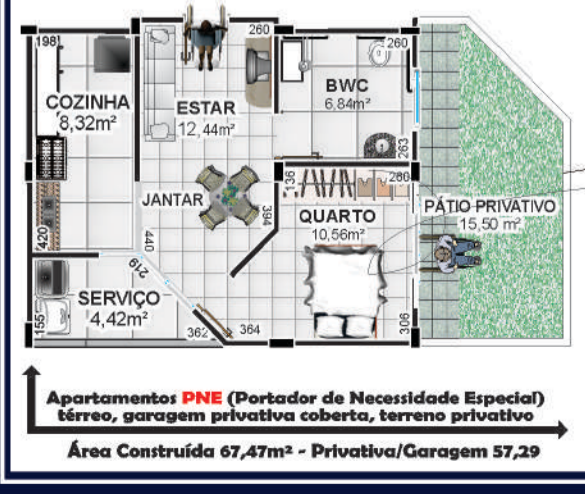 198
260
260
COZINHA
8,32m²
ESTAR
12,44m²
BWC
6,84m²
263
136
280
JANTAR
394
QUARTO
10,56m²
PÁTIO PRIVATIVO
15,50 m²
420
440
219
SERVIÇO
4,42m²
155
362
364
306
Apartamentos PNE (Portador de Necessidade Especial)
térreo, garagem privativa coberta, terreno privativo
Área Construída 67,47m² - Privativa/Garagem 57,29